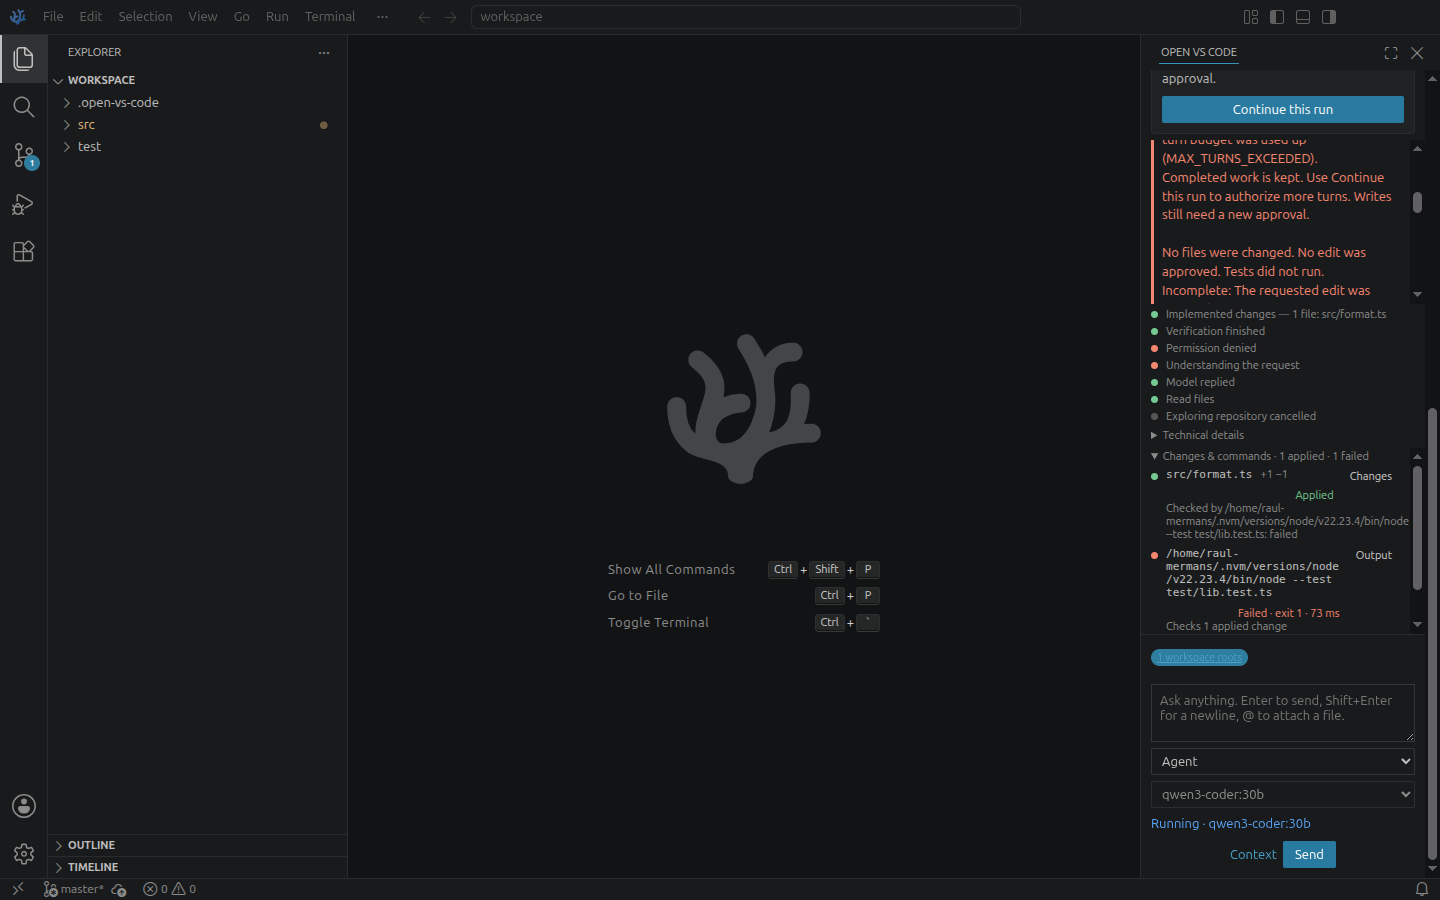 File Edit Selection View Go Run Terminal ··· workspace
EXPLORER ···
WORKSPACE
.open-vs-code
src
test
1
OUTLINE
TIMELINE
Show All Commands Ctrl + Shift + P
Go to File Ctrl + P
Toggle Terminal Ctrl + `
OPEN VS CODE
approval.
Continue this run
turn budget was used up
(MAX_TURNS_EXCEEDED).
Completed work is kept. Use Continue
this run to authorize more turns. Writes
still need a new approval.
No files were changed. No edit was
approved. Tests did not run.
Incomplete: The requested edit was
Implemented changes — 1 file: src/format.ts
Verification finished
Permission denied
Understanding the request
Model replied
Read files
Exploring repository cancelled
Technical details
Changes & commands · 1 applied · 1 failed
src/format.ts +1 −1 Changes
Applied
Checked by /home/raul-
mermans/.nvm/versions/node/v22.23.4/bin/node
--test test/lib.test.ts: failed
/home/raul- Output
mermans/.nvm/versions/node
/v22.23.4/bin/node --test
test/lib.test.ts
Failed · exit 1 · 73 ms
Checks 1 applied change
1 workspace roots
Ask anything. Enter to send, Shift+Enter
for a newline, @ to attach a file.
Agent
qwen3-coder:30b
Running · qwen3-coder:30b
Context Send
master* 0 0